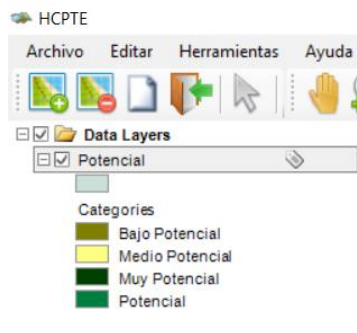 HCPTE
Archivo Editar Herramientas Ayuda
Data Layers
Potencial
Categories
Bajo Potencial
Medio Potencial
Muy Potencial
Potencial